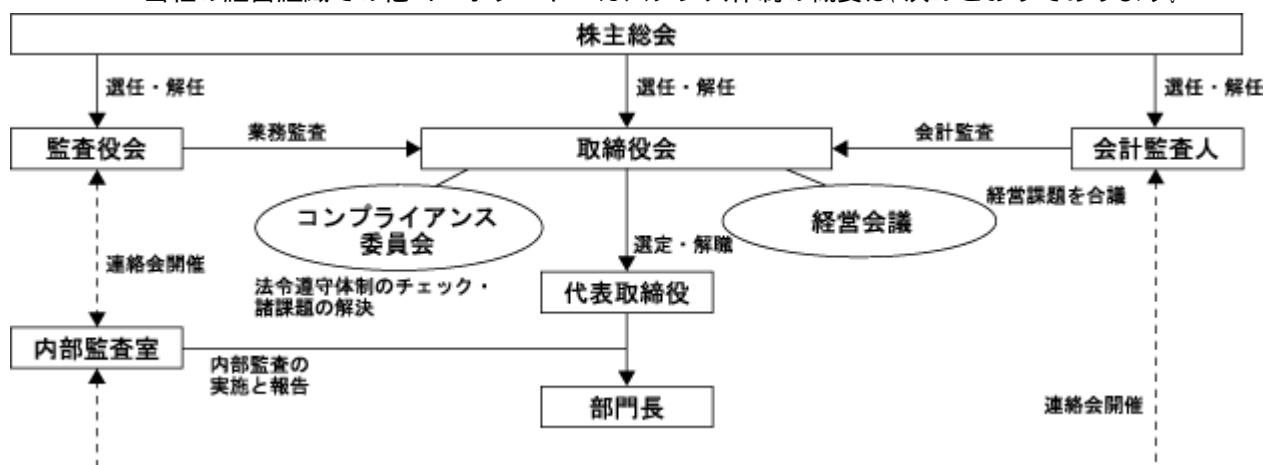 株主総会
選任・解任
選任・解任
選任・解任
監査役会
業務監査
取締役会
会計監査
会計監査人
コンプライアンス
委員会
経営会議
経営課題を合議
選定・解職
連絡会開催
法令遵守体制のチェック・
諸課題の解決
代表取締役
内部監査室
内部監査の
実施と報告
部門長
連絡会開催